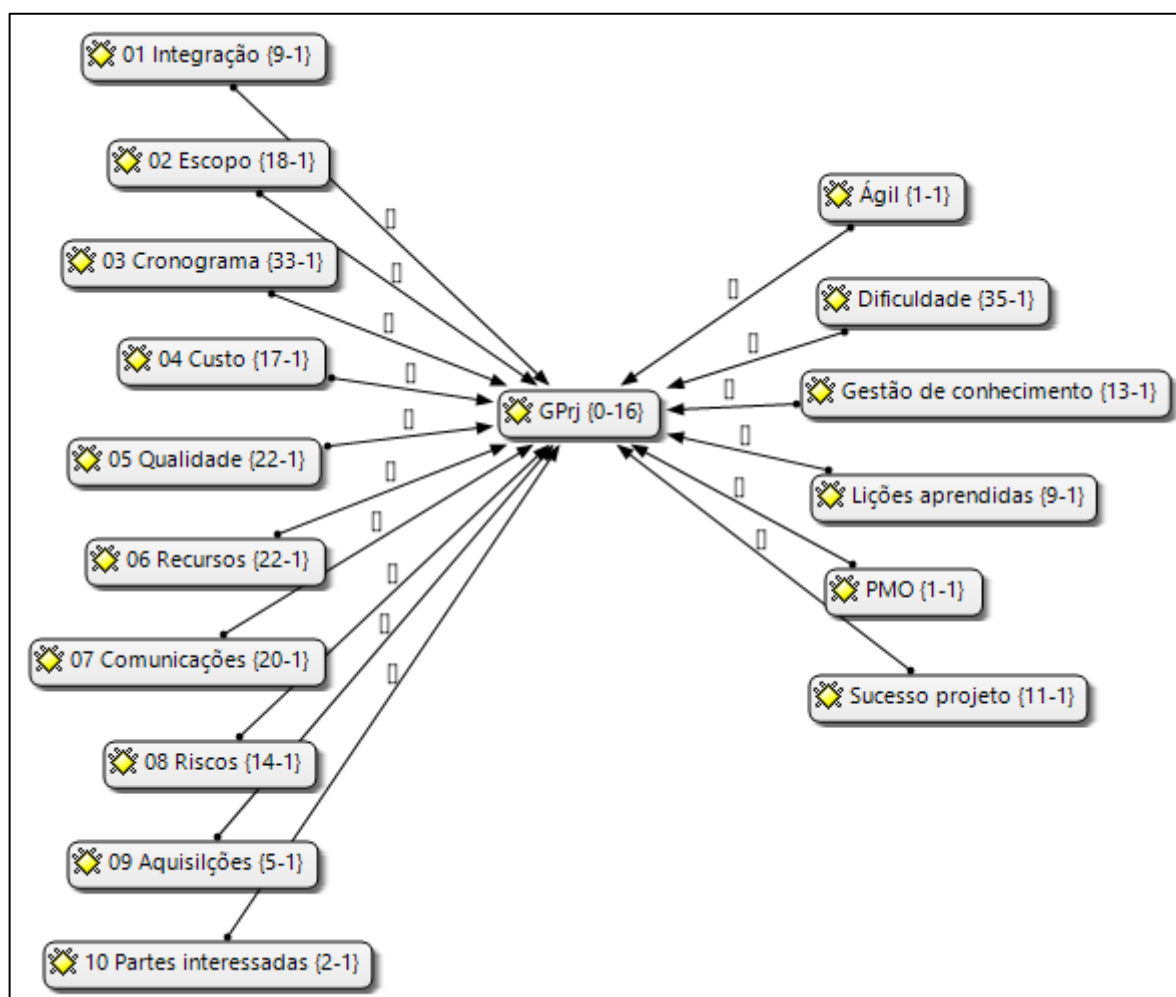 01 Integração {9-1}
02 Escopo {18-1}
03 Cronograma {33-1}
04 Custo {17-1}
05 Qualidade {22-1}
06 Recursos {22-1}
07 Comunicações {20-1}
08 Riscos {14-1}
09 Aquisilções {5-1}
10 Partes interessadas {2-1}
GPrj {0-16}
Ágil {1-1}
Dificuldade {35-1}
Gestão de conhecimento {13-1}
Lições aprendidas {9-1}
PMO {1-1}
Sucesso projeto {11-1}